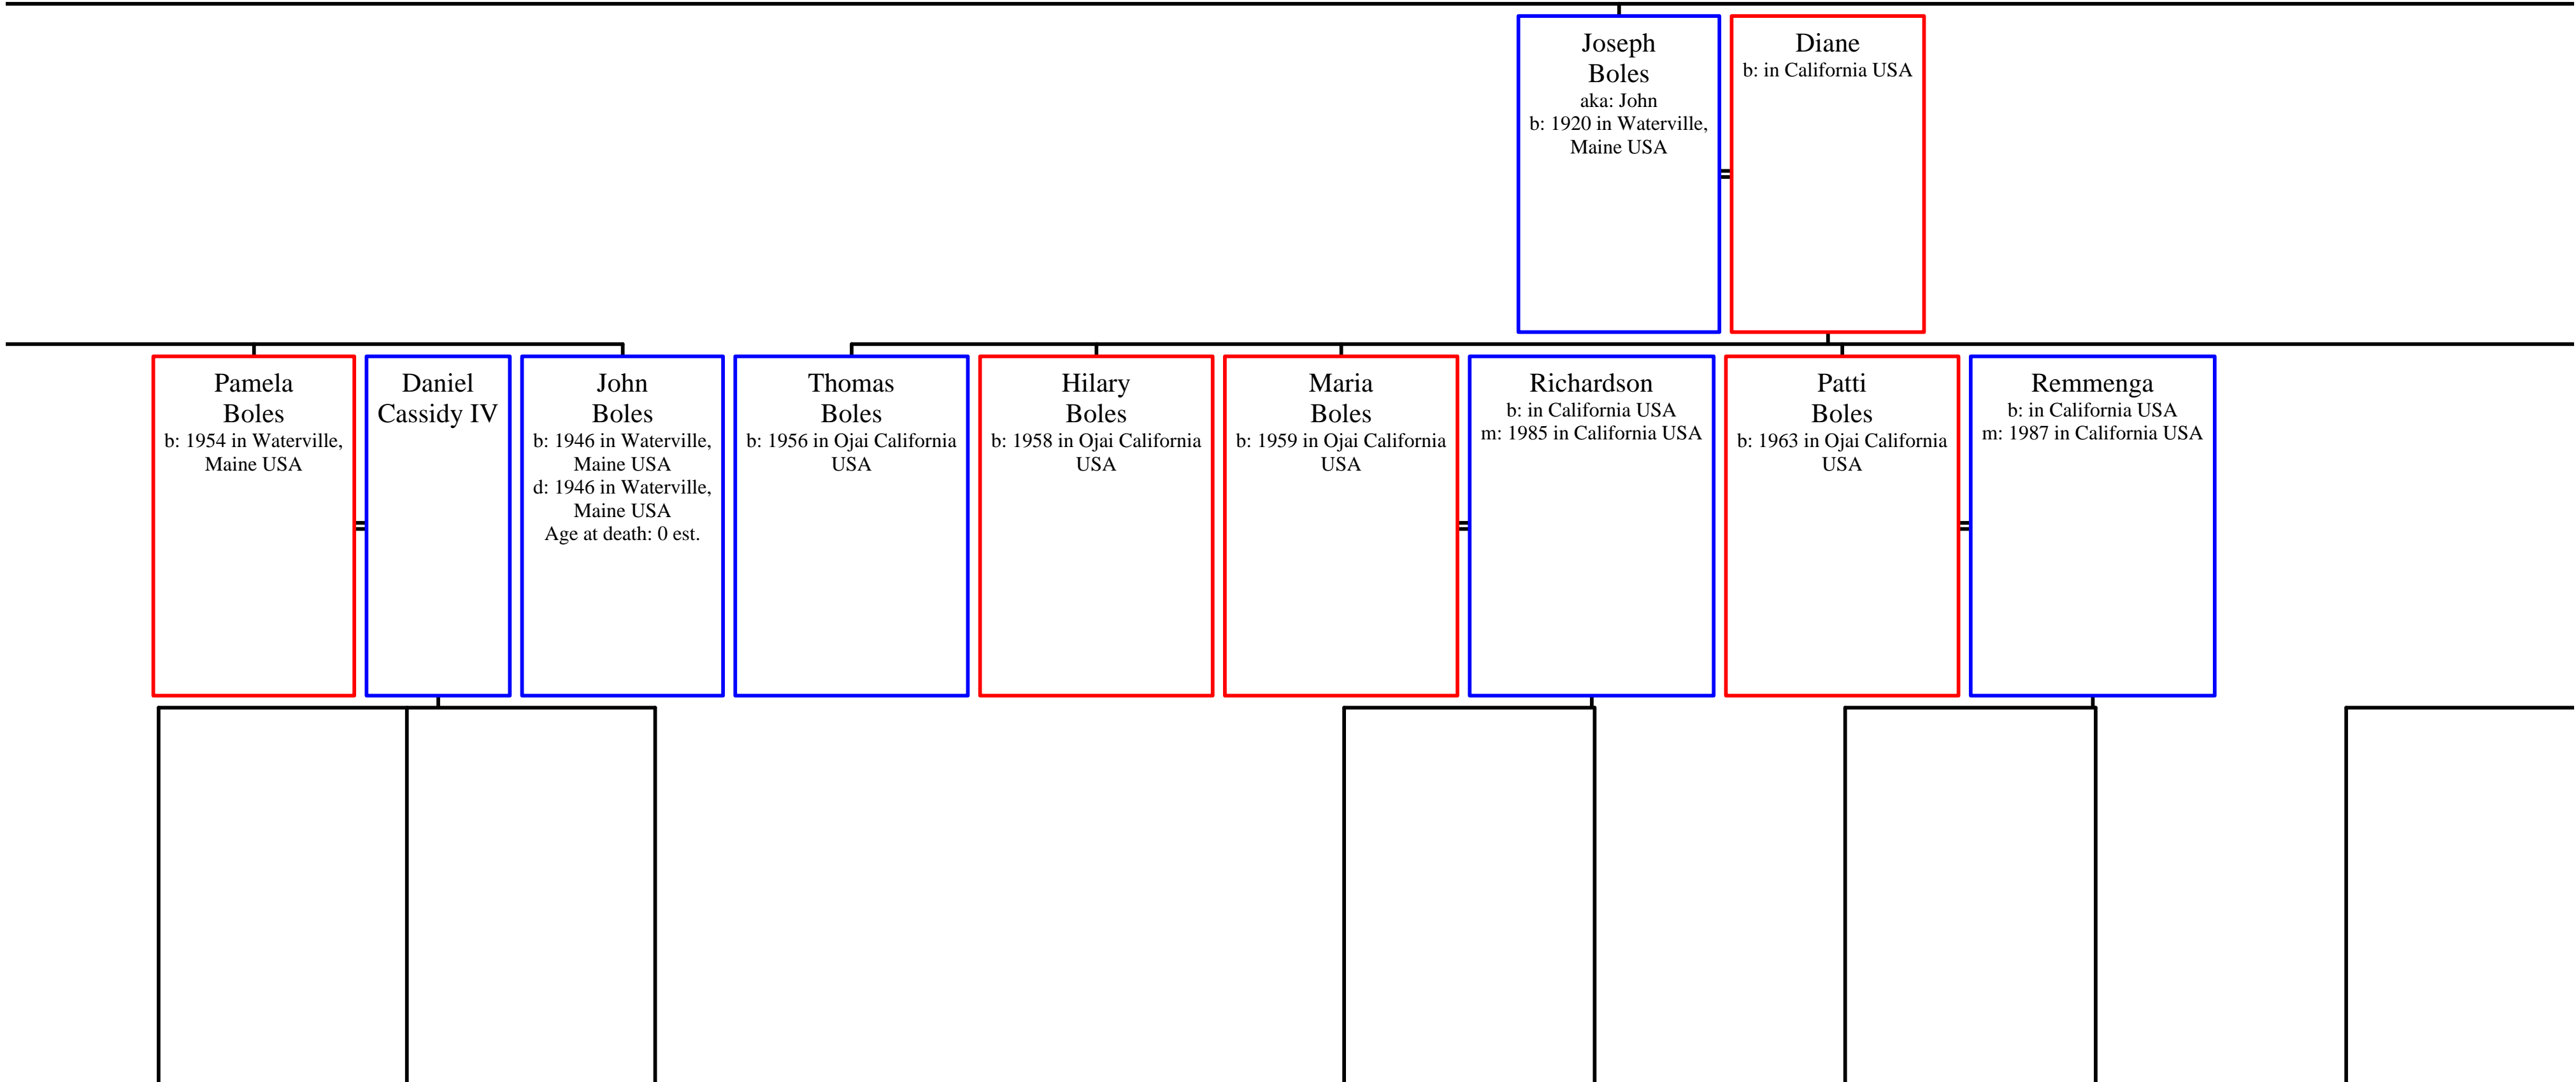 Joseph
Boles
aka: John
b: 1920 in Waterville,
Maine USA
Diane
b: in California USA
Pamela
Boles
b: 1954 in Waterville,
Maine USA
Daniel
Cassidy IV
John
Boles
b: 1946 in Waterville,
Maine USA
d: 1946 in Waterville,
Maine USA
Age at death: 0 est.
Thomas
Boles
b: 1956 in Ojai California
USA
Hilary
Boles
b: 1958 in Ojai California
USA
Maria
Boles
b: 1959 in Ojai California
USA
Richardson
b: in California USA
m: 1985 in California USA
Patti
Boles
b: 1963 in Ojai California
USA
Remmenga
b: in California USA
m: 1987 in California USA